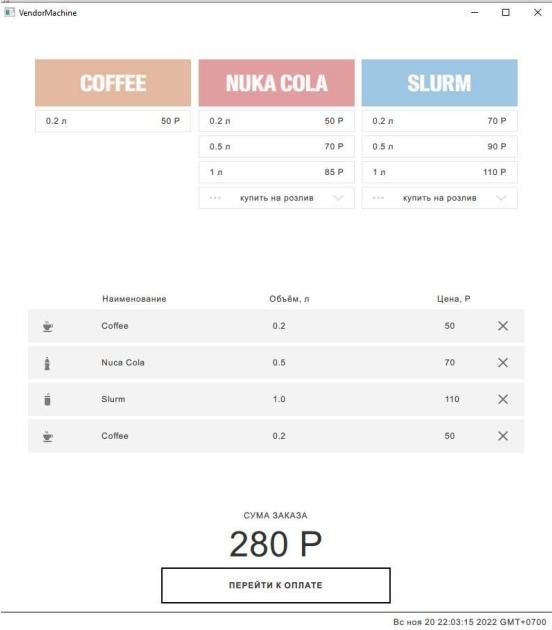 VendorMachine
COFFEE NUKA COLA SLURM
0.2 л 50 Р 0.2 л 50 Р 0.2 л 70 Р
0.5 л 70 Р 0.5 л 90 Р
1 л 85 Р 1 л 110 Р
купить на розлив купить на розлив
Наименование Объём, л Цена, Р
Coffee 0.2 50
Nuca Cola 0.5 70
Slurm 1.0 110
Coffee 0.2 50
СУМА ЗАКАЗА
280 Р
ПЕРЕЙТИ К ОПЛАТЕ
Вс ноя 20 22:03:15 2022 GMT+0700